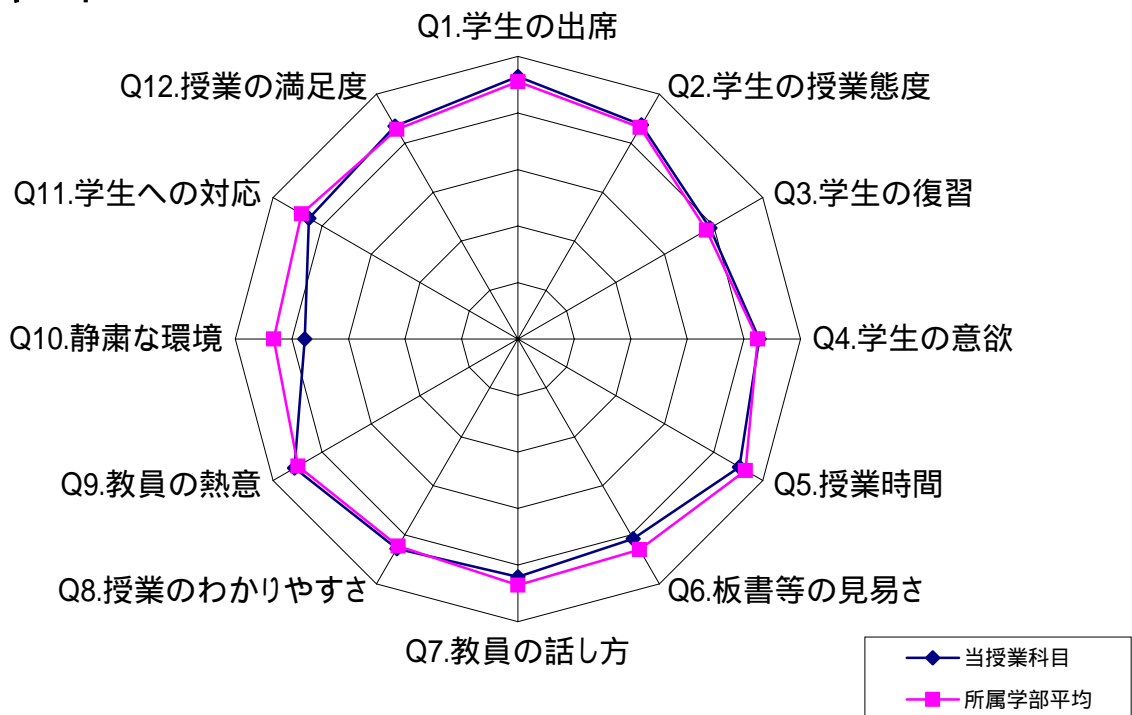 Q1.学生の出席
Q2.学生の授業態度
Q3.学生の復習
Q4.学生の意欲
Q5.授業時間
Q6.板書等の見易さ
Q7.教員の話し方
Q8.授業のわかりやすさ
Q9.教員の熱意
Q10.静粛な環境
Q11.学生への対応
Q12.授業の満足度
当授業科目
所属学部平均